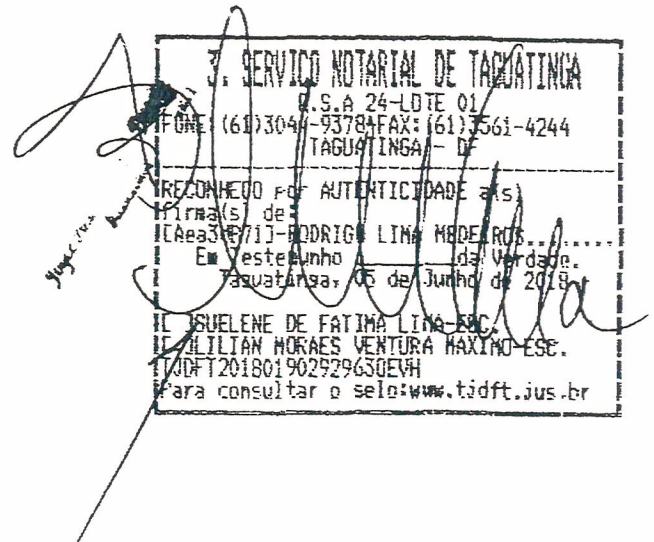 3. SERVICO NOTARIAL DE TAGUATINGA
Q.S.A 24-LOTE 01
FONE:(61)3044-9378*FAX:(61)3561-4244
TAGUATINGA - DF
RECONHECO por AUTENTICIDADE a(s)
firma(s) de:
RODRIGO LIMA MEDEIROS
Em Testemunho ________da Verdade.
Taguatinga, 05 de Junho de 2018
SUELENE DE FATIMA LIMA-ESC.
LILIAN MORAES VENTURA MAXIMO-ESC.
TJDFT20180190292963OEVH
Para consultar o selo:www.tjdft.jus.br